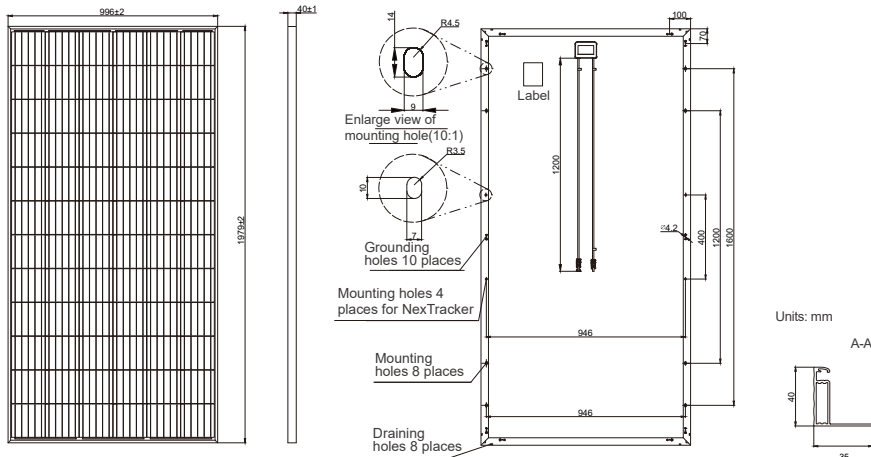 996±2
40±1
1979±2
14
R4.5
9
Enlarge view of
mounting hole(10:1)
R3.5
10
7
Grounding
holes 10 places
Mounting holes 4
places for NexTracker
Mounting
holes 8 places
Draining
holes 8 places
100
70
Label
1200
⌀4.2
400
1200
1600
946
946
Units: mm
A-A
40
35